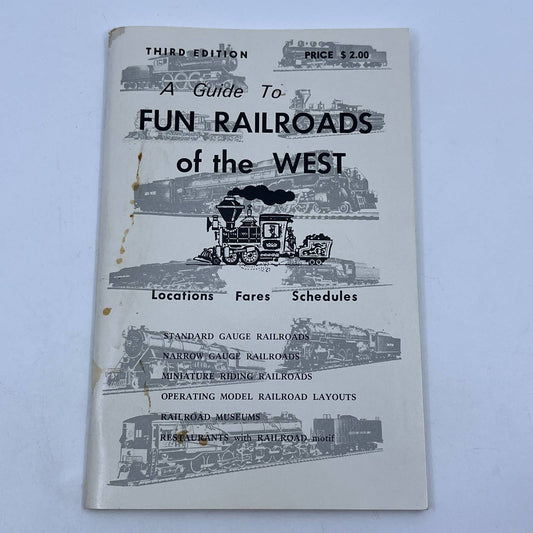 THIRD EDITION PRICE $ 2.00
A Guide To
FUN RAILROADS
of the WEST
Locations Fares Schedules
STANDARD GAUGE RAILROADS
NARROW GAUGE RAILROADS
MINIATURE RIDING RAILROADS
OPERATING MODEL RAILROAD LAYOUTS
RAILROAD MUSEUMS
RESTAURANTS with RAILROAD motif